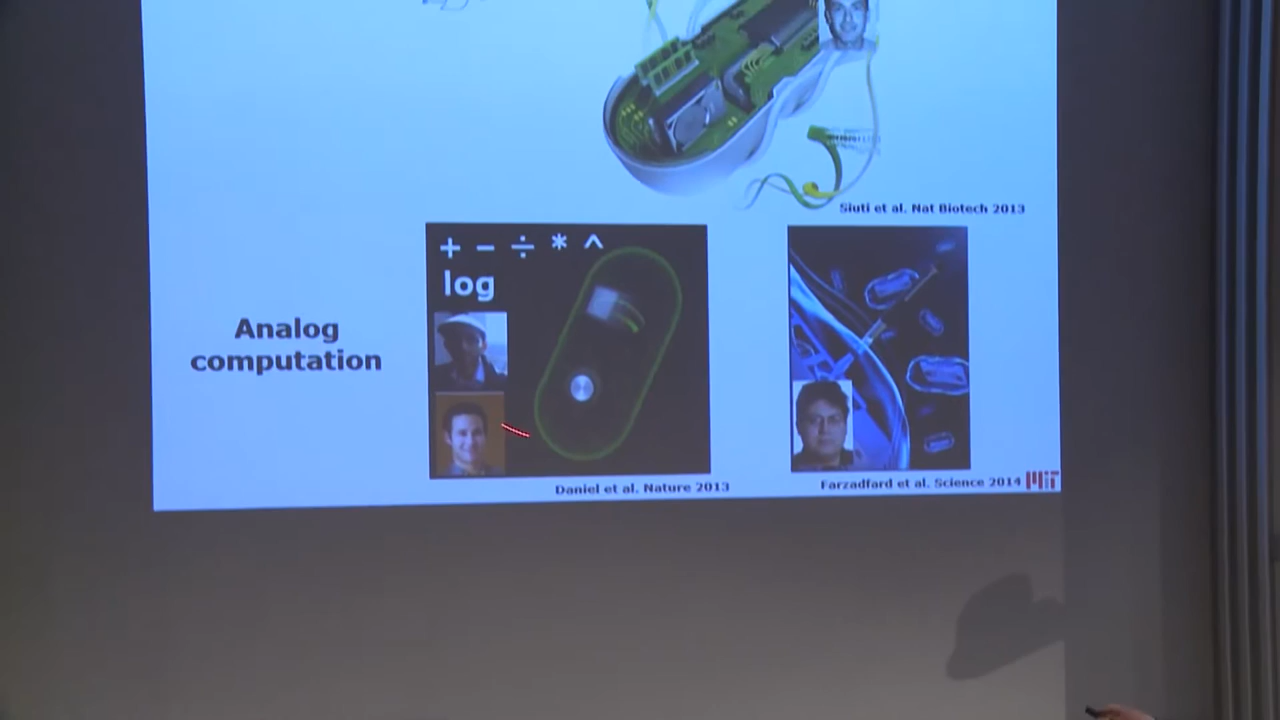 Siuti et al. Nat Biotech 2013
+ − ÷ * ^
log
Analog
computation
Daniel et al. Nature 2013
Farzadfard et al. Science 2014
MIT